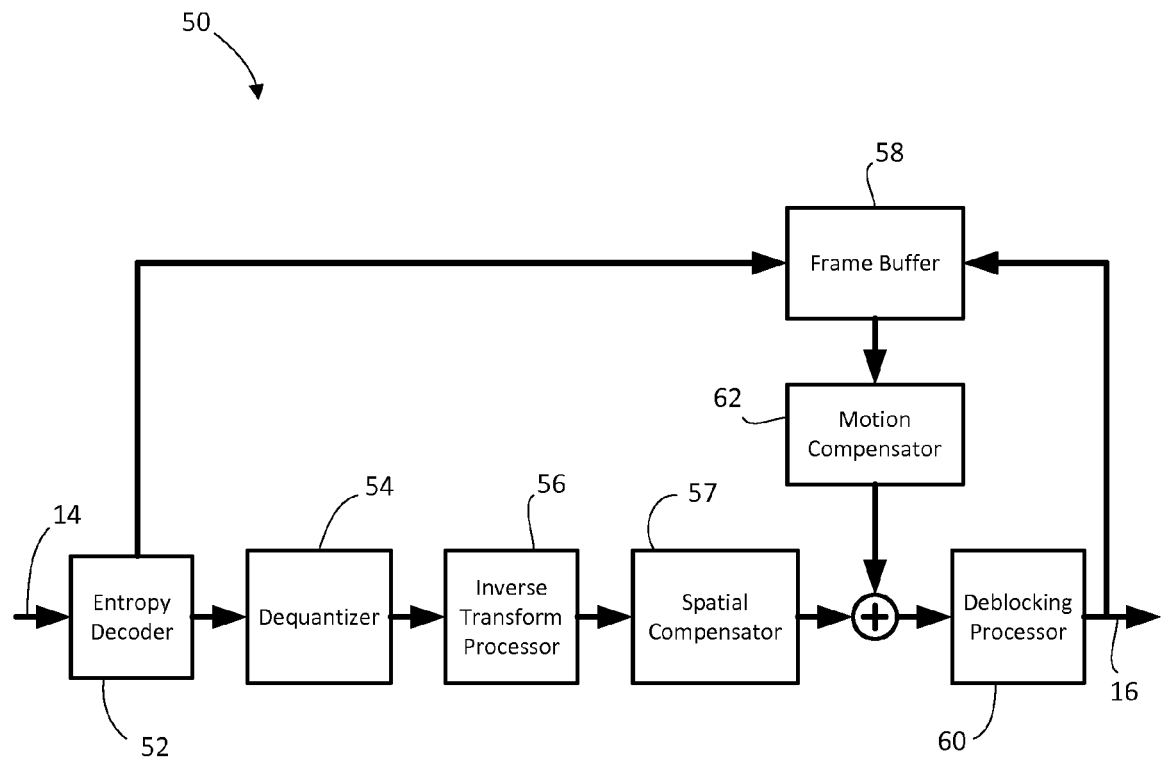 50
58
Frame Buffer
62
Motion
Compensator
54
56
57
14
Entropy
Decoder
Dequantizer
Inverse
Transform
Processor
Spatial
Compensator
+
Deblocking
Processor
16
52
60